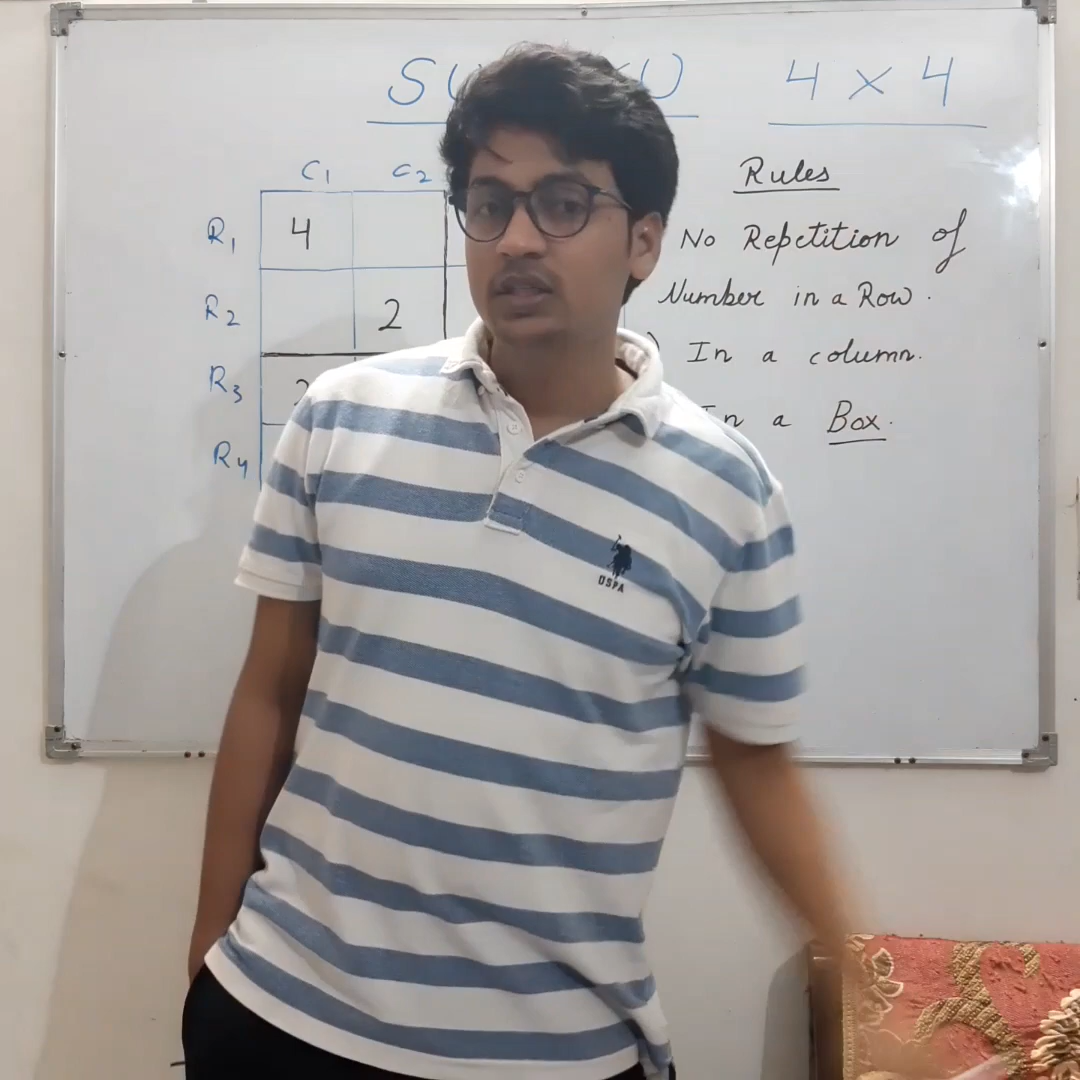 4 X 4
C1 C2
Rules
R1 4
No Repetition of
R2 2
Number in a Row.
R3
In a column.
R4
a Box.
USPA